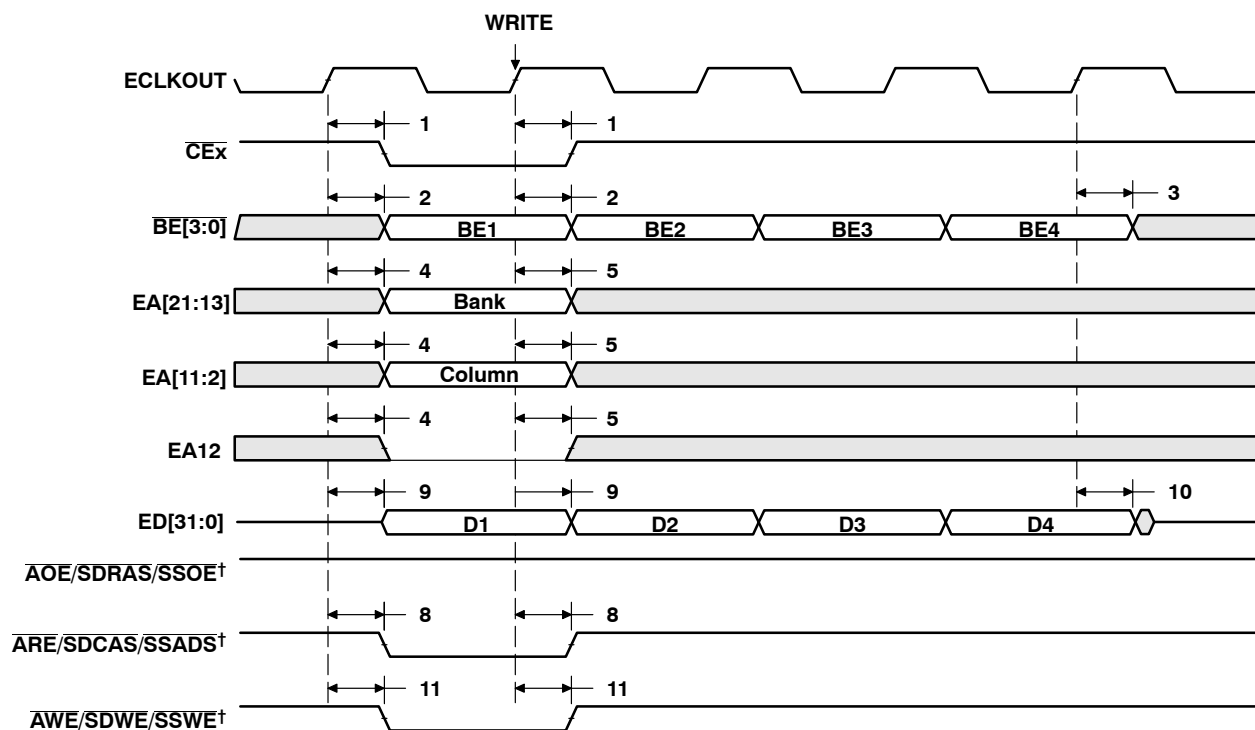 WRITE
ECLKOUT
1 1
CEx
2 2 3
BE[3:0] BE1 BE2 BE3 BE4
4 5
EA[21:13] Bank
4 5
EA[11:2] Column
4 5
EA12
9 9 10
ED[31:0] D1 D2 D3 D4
AOE/SDRAS/SSOE†
8 8
ARE/SDCAS/SSADS†
11 11
AWE/SDWE/SSWE†